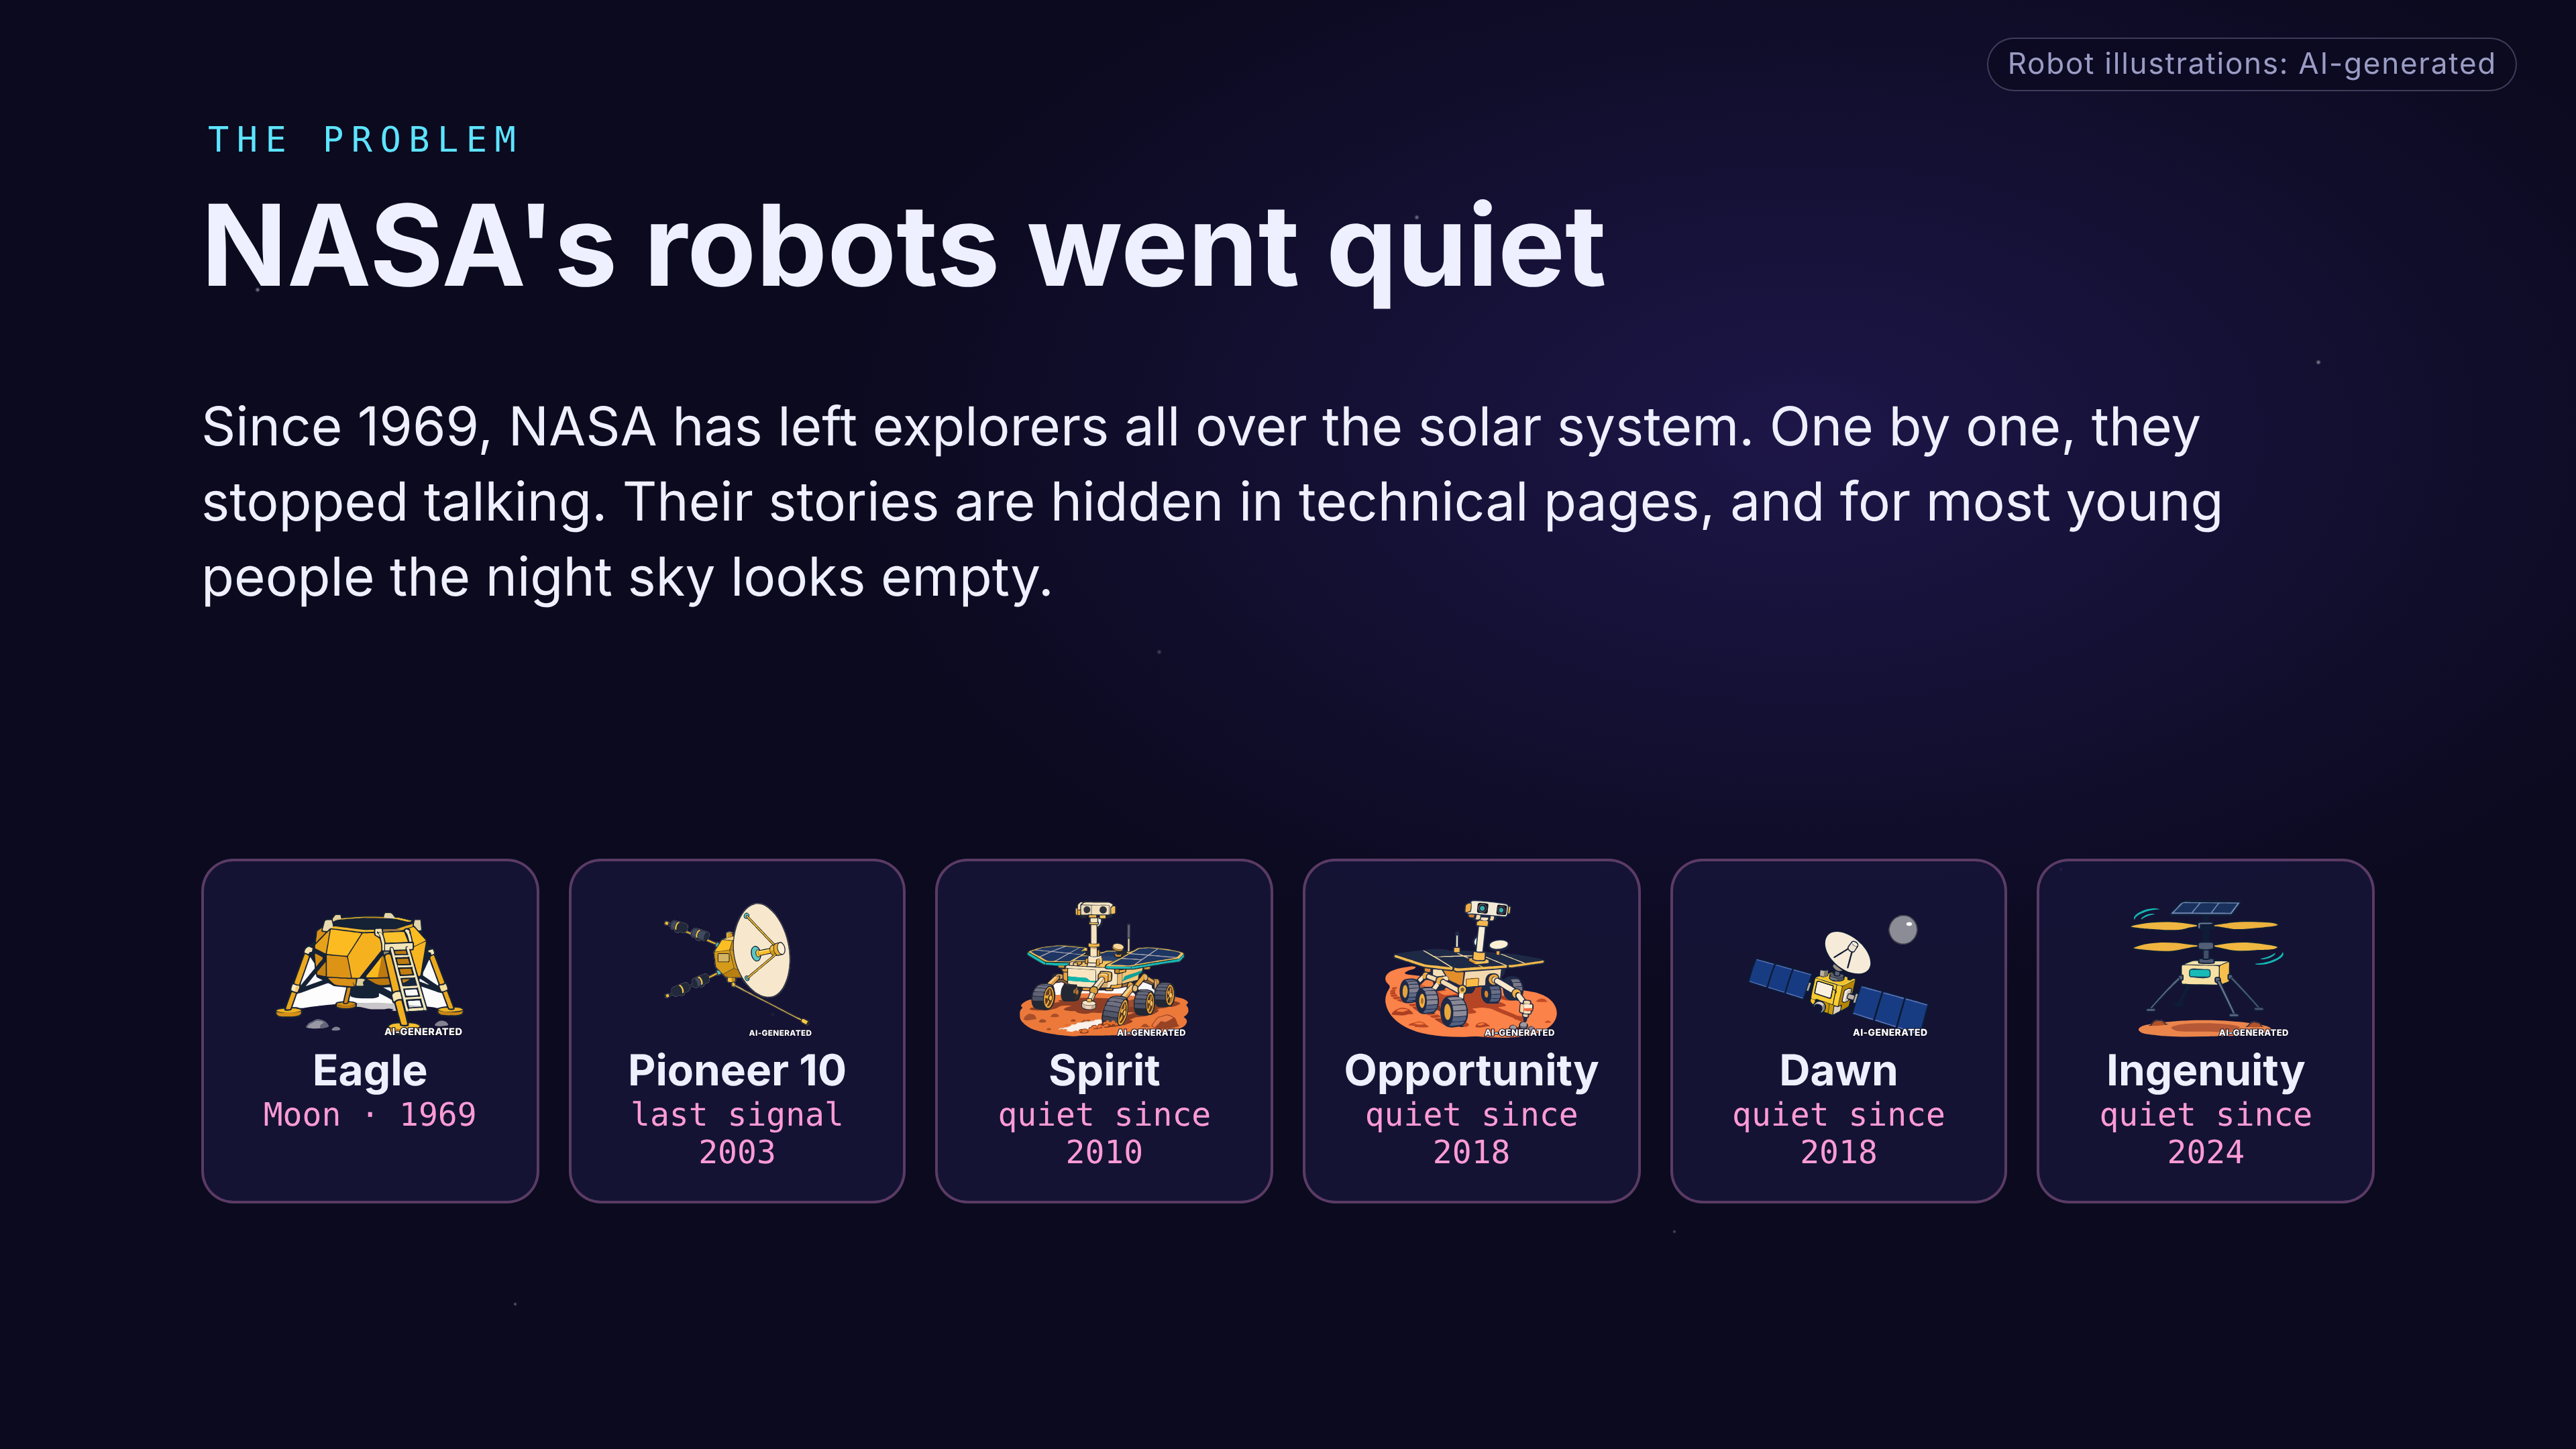 Robot illustrations: AI-generated
THE PROBLEM
NASA's robots went quiet
Since 1969, NASA has left explorers all over the solar system. One by one, they
stopped talking. Their stories are hidden in technical pages, and for most young
people the night sky looks empty.
AI-GENERATED
Eagle
Moon · 1969
AI-GENERATED
Pioneer 10
last signal
2003
AI-GENERATED
Spirit
quiet since
2010
AI-GENERATED
Opportunity
quiet since
2018
AI-GENERATED
Dawn
quiet since
2018
AI-GENERATED
Ingenuity
quiet since
2024